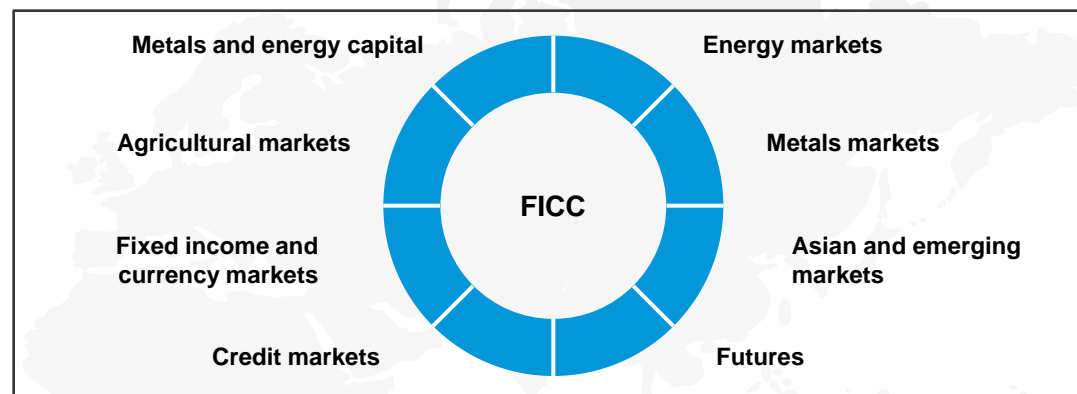 Metals and energy capital
Energy markets
Agricultural markets
Metals markets
FICC
Fixed income and
currency markets
Asian and emerging
markets
Credit markets
Futures